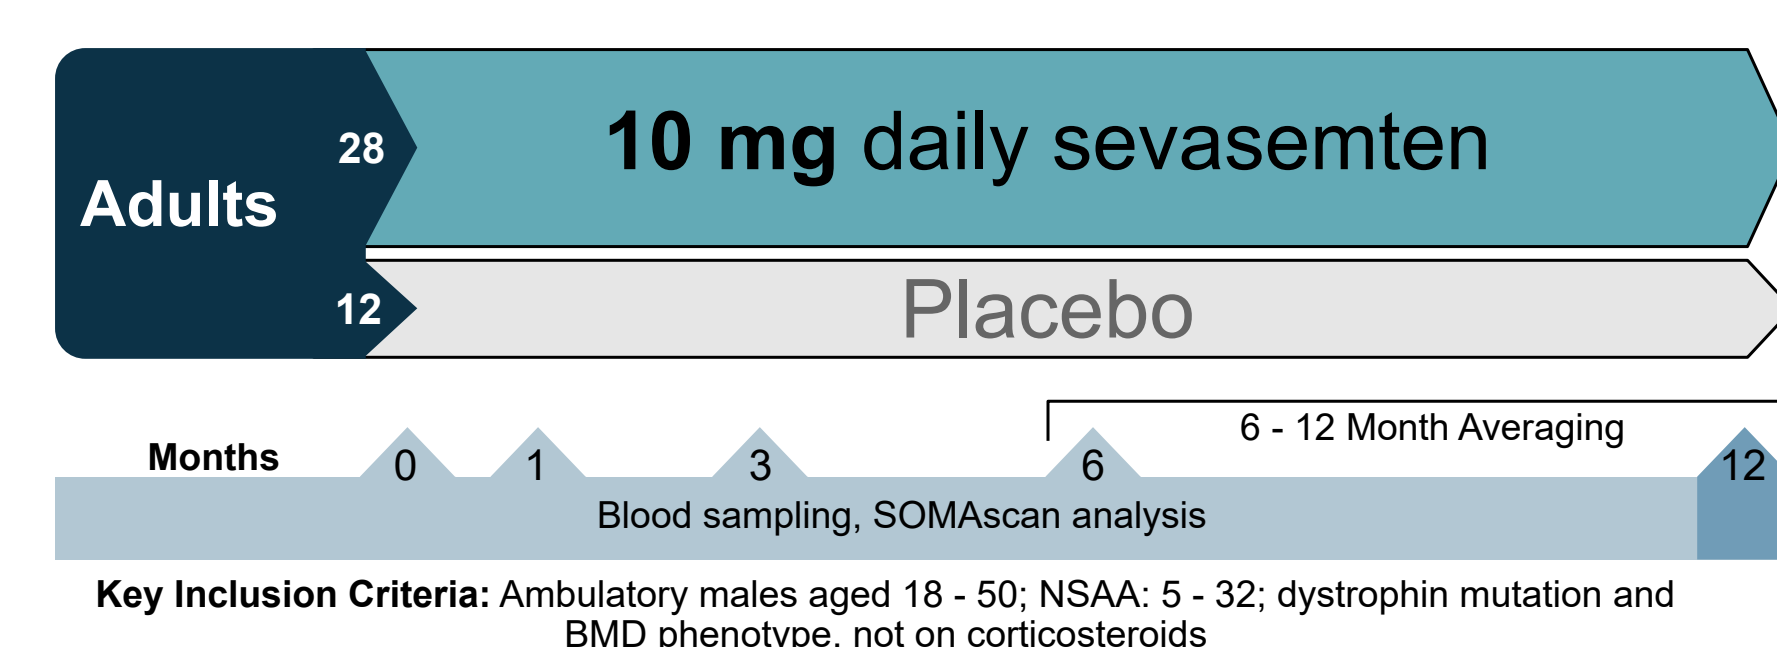 28
10 mg daily sevasemten
Adults
12
Placebo
6 - 12 Month Averaging
Months 0 1 3 6 12
Blood sampling, SOMAscan analysis
Key Inclusion Criteria: Ambulatory males aged 18 - 50; NSAA: 5 - 32; dystrophin mutation and
BMD phenotype, not on corticosteroids